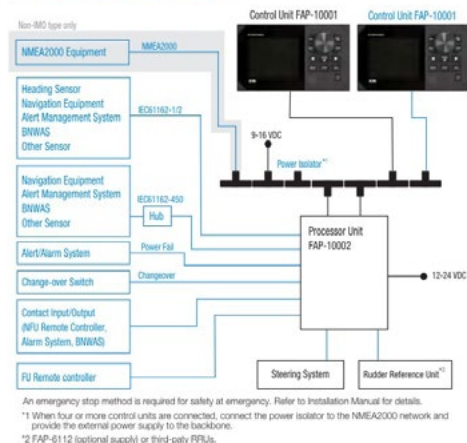 Control Unit FAP-10001
Control Unit FAP-10001
Non-IMO type only
NMEA2000 Equipment
NMEA2000
Heading Sensor
Navigation Equipment
Alert Management System
BNWAS
Other Sensor
IEC61162-1/2
9-16 VDC
Power Isolator*1
Navigation Equipment
Alert Management System
BNWAS
Other Sensor
IEC61162-450
Hub
Processor Unit
FAP-10002
Alert/Alarm System
Power Fail
Change-over Switch
Changeover
12-24 VDC
Contact Input/Output
(NFU Remote Controller,
Alarm System, BNWAS)
FU Remote controller
Steering System
Rudder Reference Unit*2
An emergency stop method is required for safety at emergency. Refer to Installation Manual for details.
*1 When four or more control units are connected, connect the power isolator to the NMEA2000 network and
provide the external power supply to the backbone.
*2 FAP-6112 (optional supply) or third-paty RRUs.